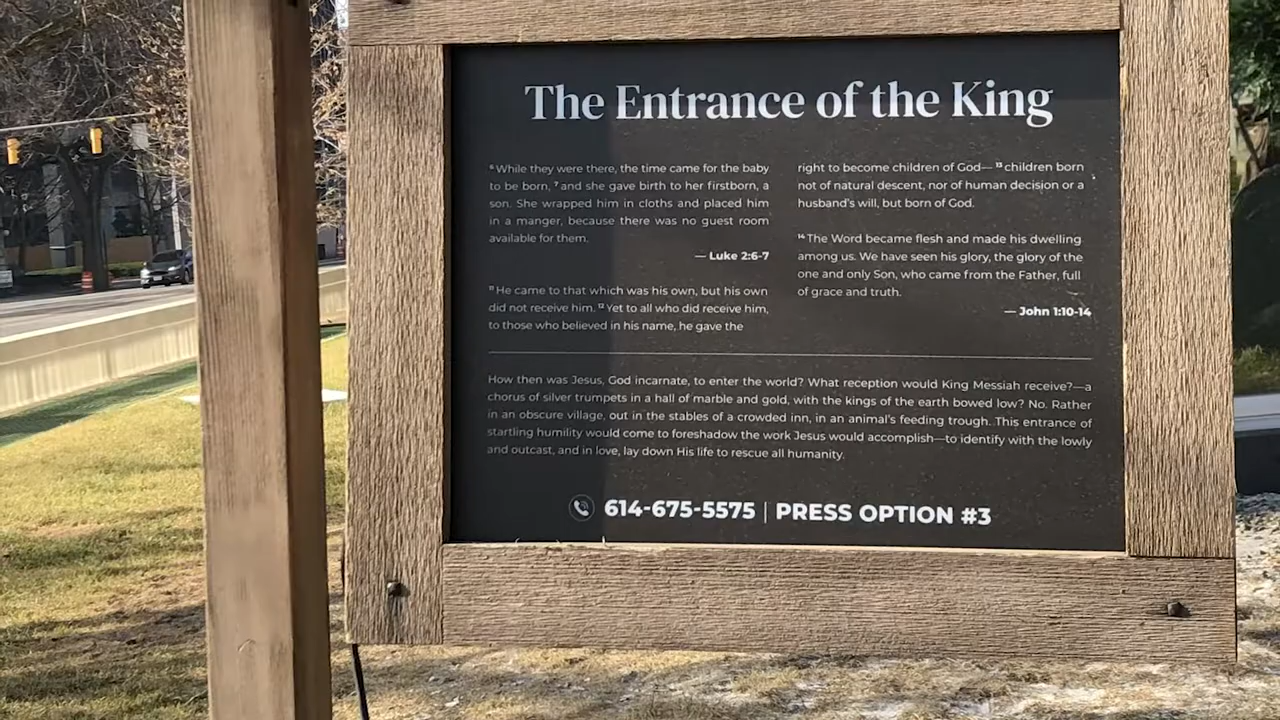 The Entrance of the King
⁶ While they were there, the time came for the baby
to be born, ⁷ and she gave birth to her firstborn, a
son. She wrapped him in cloths and placed him
in a manger, because there was no guest room
available for them.
— Luke 2:6-7
¹¹ He came to that which was his own, but his own
did not receive him. ¹² Yet to all who did receive him,
to those who believed in his name, he gave the
right to become children of God— ¹³ children born
not of natural descent, nor of human decision or a
husband's will, but born of God.
¹⁴ The Word became flesh and made his dwelling
among us. We have seen his glory, the glory of the
one and only Son, who came from the Father, full
of grace and truth.
— John 1:10-14
How then was Jesus, God incarnate, to enter the world? What reception would King Messiah receive?—a
chorus of silver trumpets in a hall of marble and gold, with the kings of the earth bowed low? No. Rather
in an obscure village, out in the stables of a crowded inn, in an animal's feeding trough. This entrance of
startling humility would come to foreshadow the work Jesus would accomplish—to identify with the lowly
and outcast, and in love, lay down His life to rescue all humanity.
614-675-5575 | PRESS OPTION #3